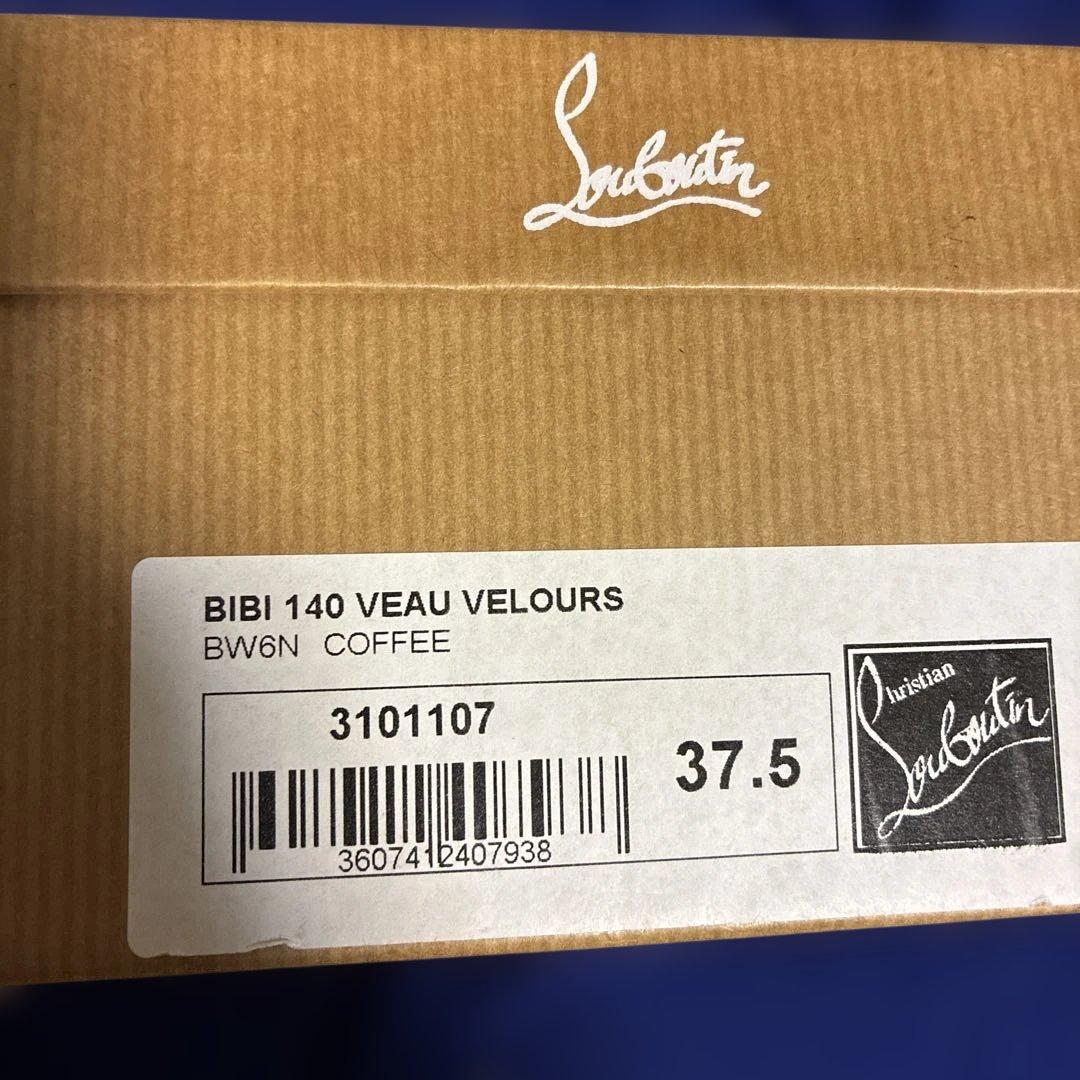 Louboutin
BIBI 140 VEAU VELOURS
BW6N COFFEE
3101107
37.5
3607412407938
Christian
Louboutin